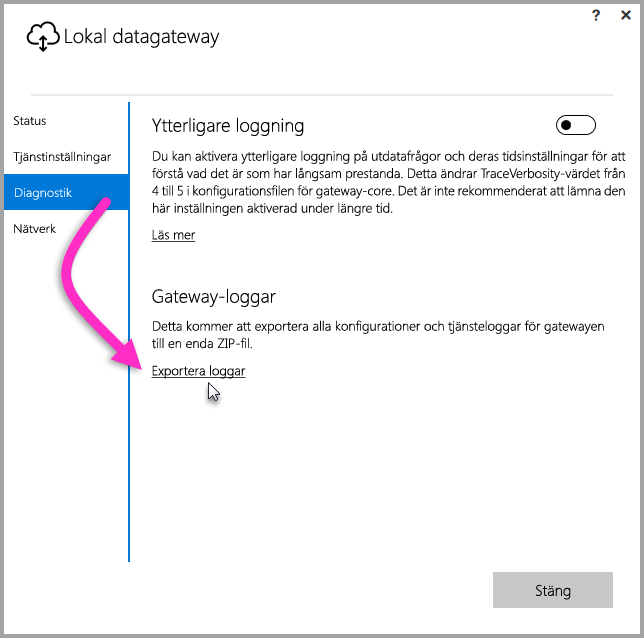 ? ✕
Lokal datagateway
Status
Tjänstinställningar
Diagnostik
Nätverk
Ytterligare loggning
Du kan aktivera ytterligare loggning på utdatafrågor och deras tidsinställningar för att
förstå vad det är som har långsam prestanda. Detta ändrar TraceVerbosity-värdet från
4 till 5 i konfigurationsfilen för gateway-core. Det är inte rekommenderat att lämna den
här inställningen aktiverad under längre tid.
Läs mer
Gateway-loggar
Detta kommer att exportera alla konfigurationer och tjänsteloggar för gatewayen
till en enda ZIP-fil.
Exportera loggar
Stäng